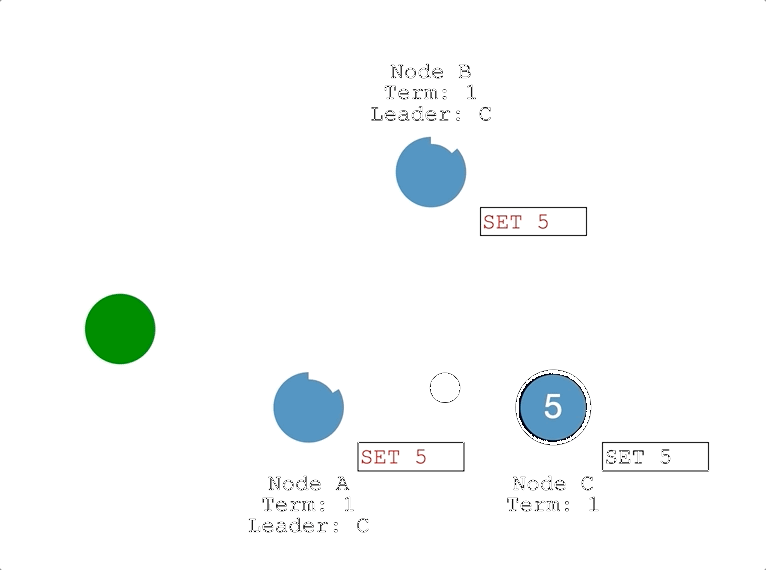 Node B
Term: 1
Leader: C
SET 5
5
SET 5
SET 5
Node A
Term: 1
Leader: C
Node C
Term: 1